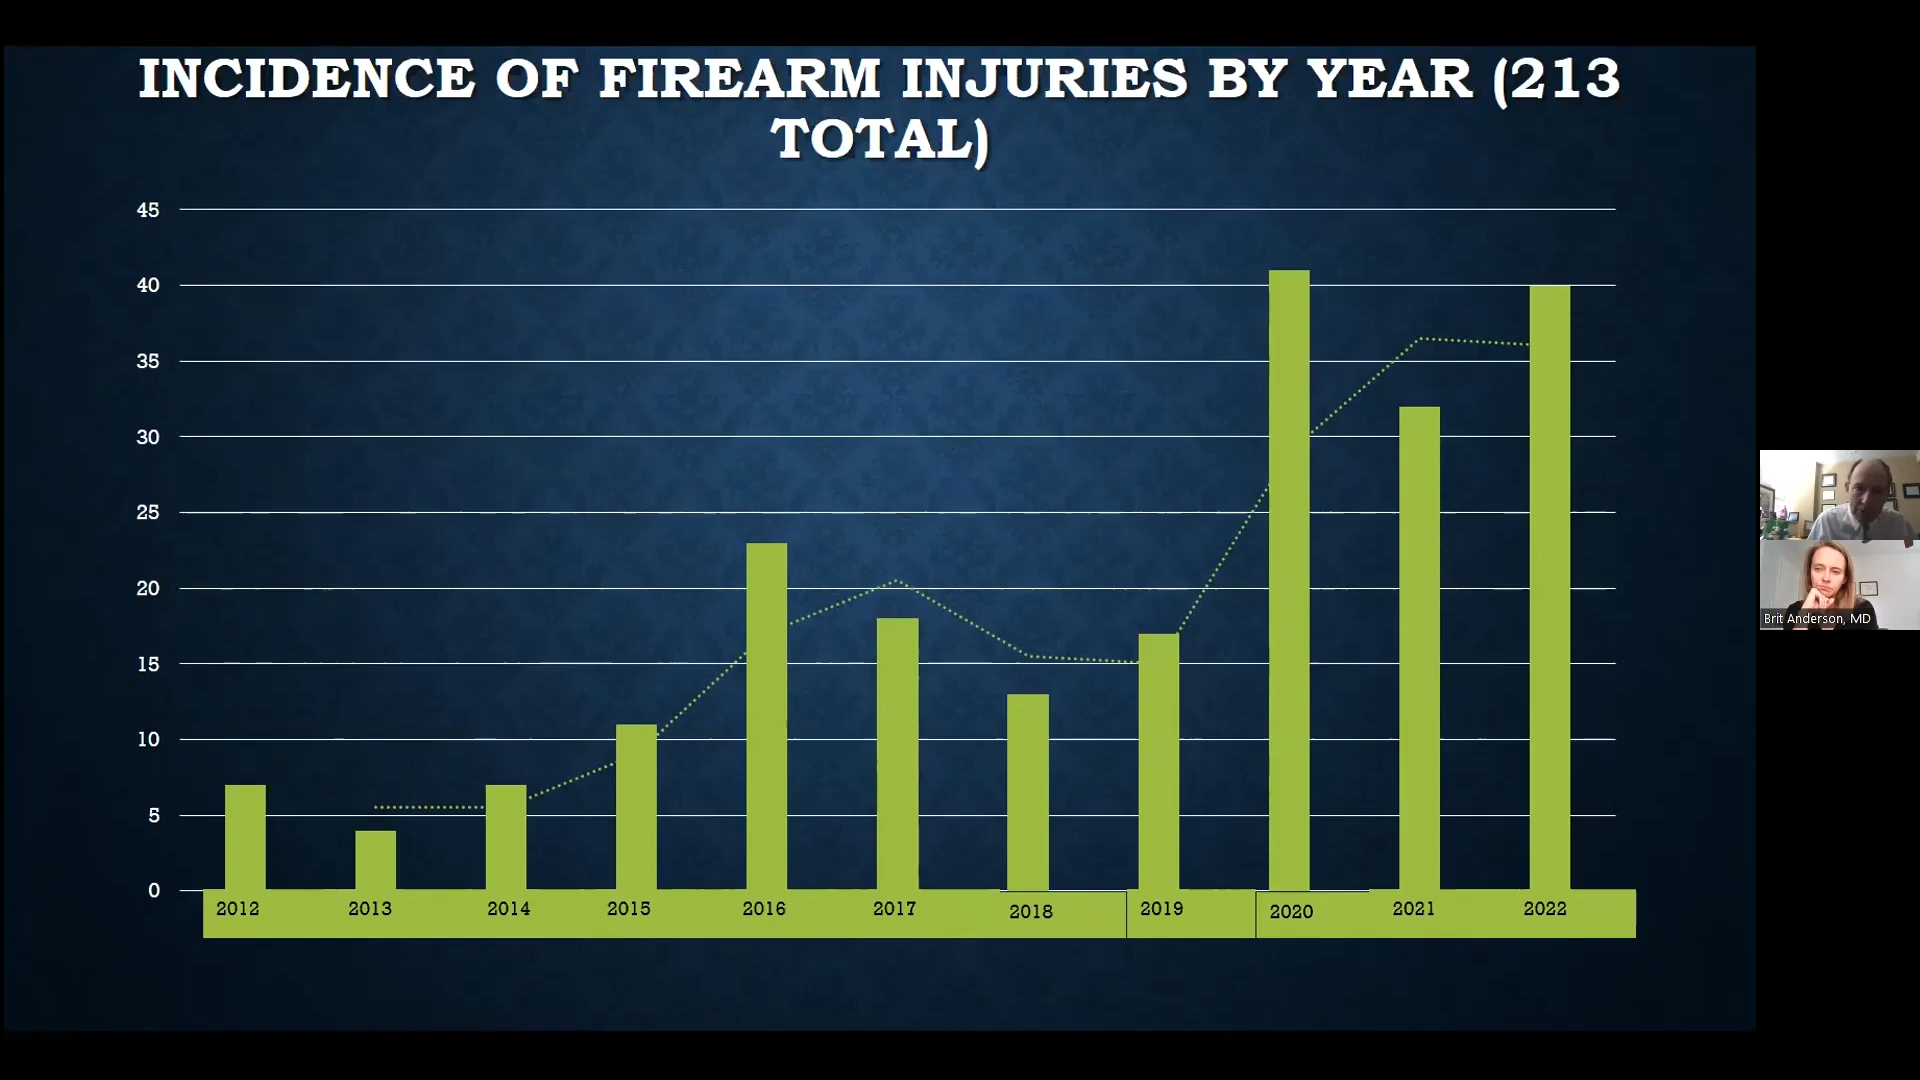 INCIDENCE OF FIREARM INJURIES BY YEAR (213
TOTAL)
45
40
35
30
25
20
15
10
5
0
2012 2013 2014 2015 2016 2017 2018 2019 2020 2021 2022
Brit Anderson, MD